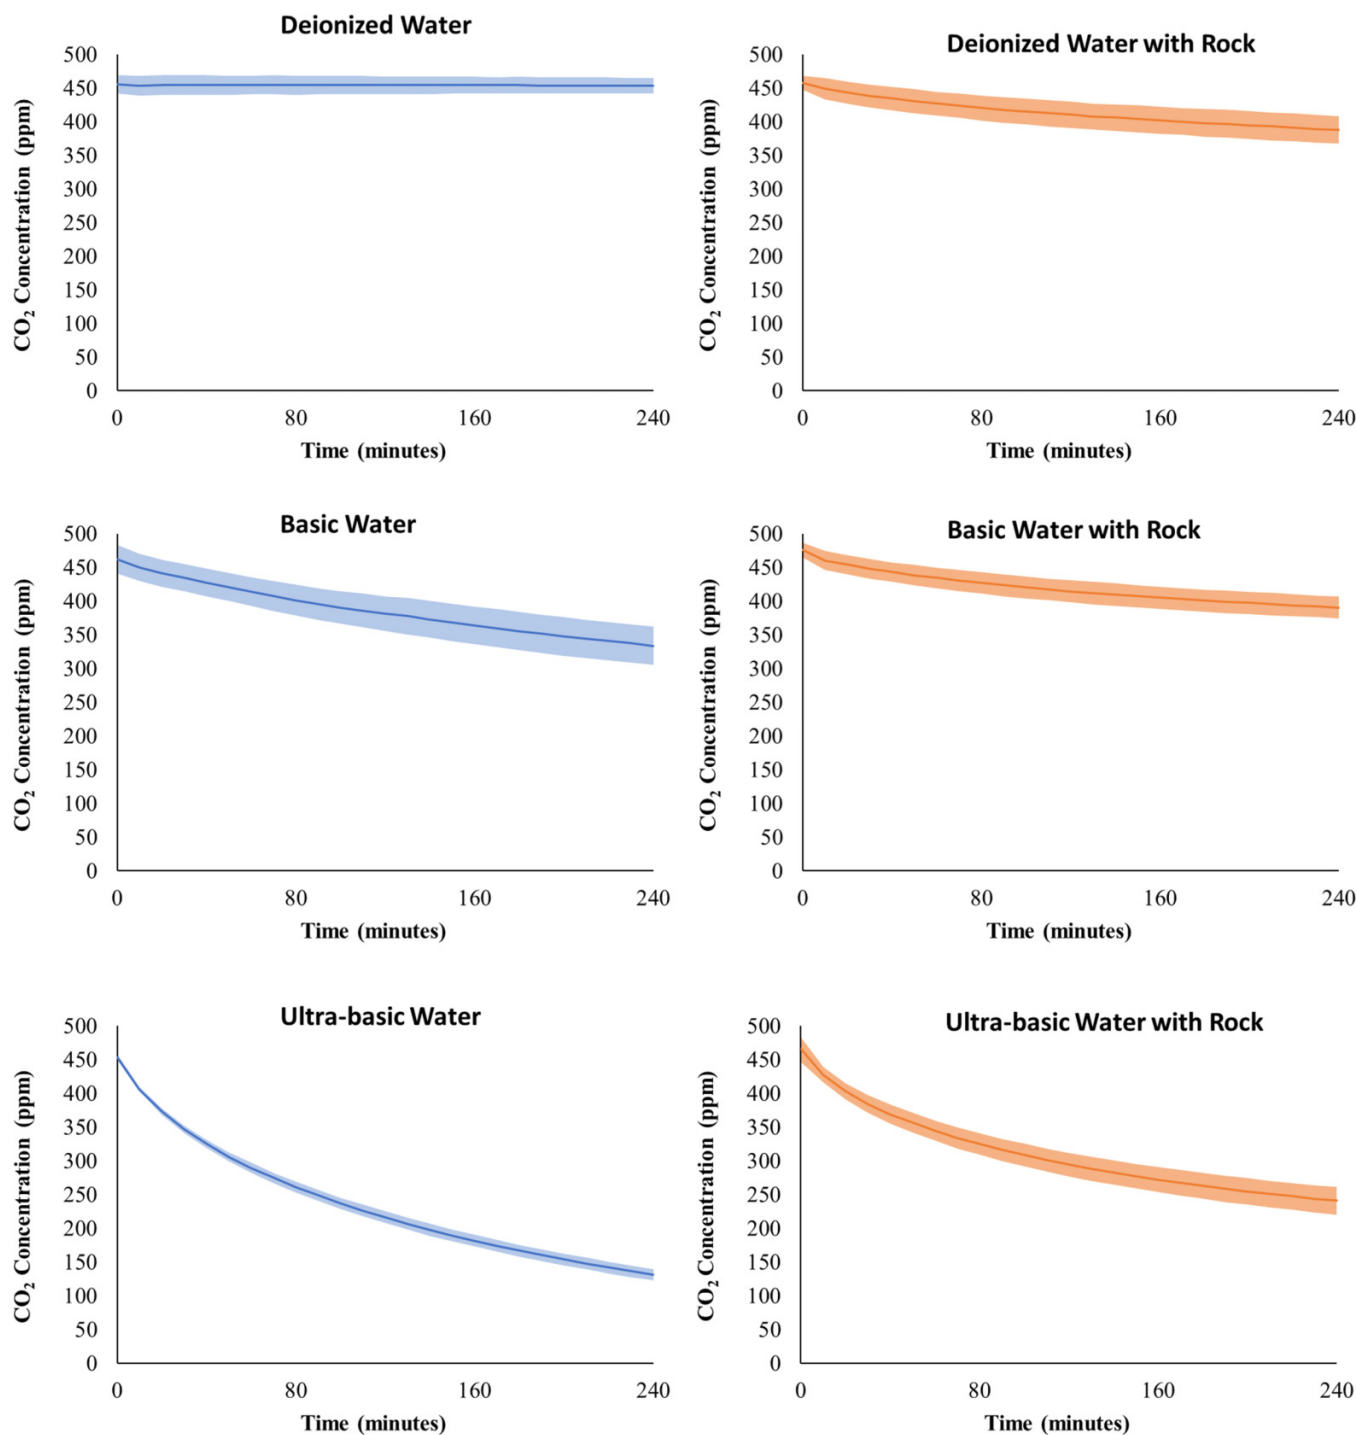 Deionized Water
500
450
400
350
300
250
200
150
100
50
0
CO₂ Concentration (ppm)
0 80 160 240
Time (minutes)
Deionized Water with Rock
500
450
400
350
300
250
200
150
100
50
0
CO₂ Concentration (ppm)
0 80 160 240
Time (minutes)
Basic Water
500
450
400
350
300
250
200
150
100
50
0
CO₂ Concentration (ppm)
0 80 160 240
Time (minutes)
Basic Water with Rock
500
450
400
350
300
250
200
150
100
50
0
CO₂ Concentration (ppm)
0 80 160 240
Time (minutes)
Ultra-basic Water
500
450
400
350
300
250
200
150
100
50
0
CO₂ Concentration (ppm)
0 80 160 240
Time (minutes)
Ultra-basic Water with Rock
500
450
400
350
300
250
200
150
100
50
0
CO₂ Concentration (ppm)
0 80 160 240
Time (minutes)